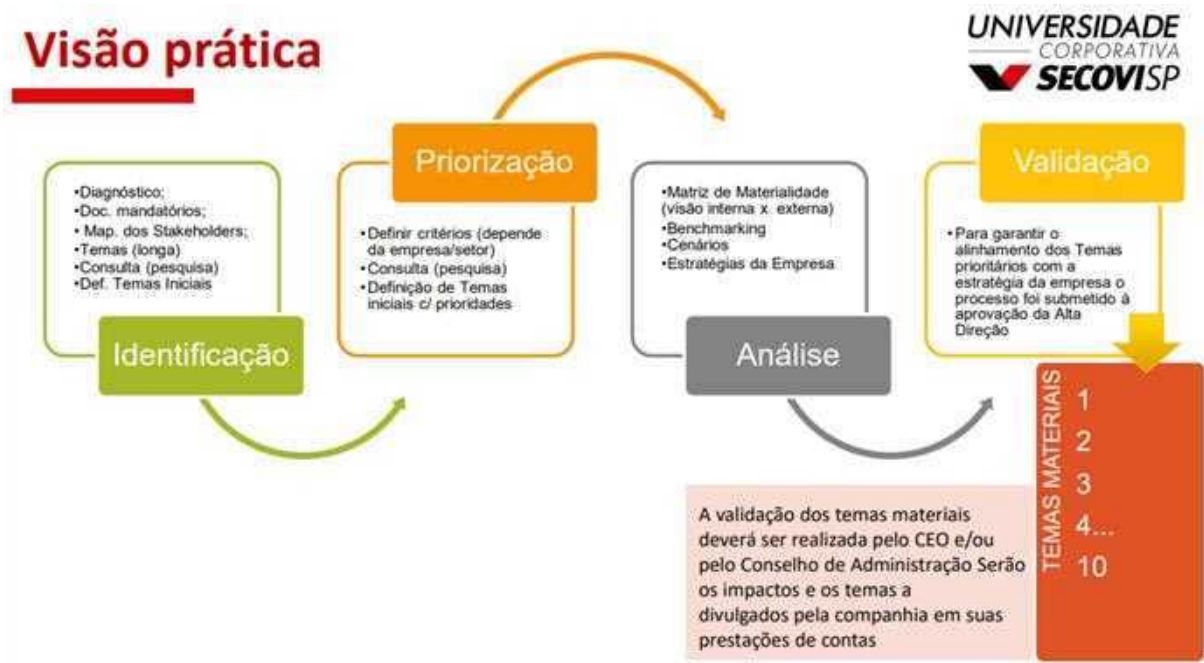 Visão prática
UNIVERSIDADE
CORPORATIVA
SECOVISP
•Diagnóstico;
•Doc. mandatórios;
• Map. dos Stakeholders;
•Temas (longa)
•Consulta (pesquisa)
•Def. Temas Iniciais
Identificação
Priorização
•Definir critérios (depende
da empresa/setor)
•Consulta (pesquisa)
•Definição de Temas
iniciais c/ prioridades
•Matriz de Materialidade
(visão interna x externa)
•Benchmarking
•Cenários
•Estratégias da Empresa
Análise
Validação
•Para garantir o
alinhamento dos Temas
prioritários com a
estratégia da empresa o
processo foi submetido à
aprovação da Alta
Direção
TEMAS MATERIAIS
1
2
3
4...
10
A validação dos temas materiais
deverá ser realizada pelo CEO e/ou
pelo Conselho de Administração Serão
os impactos e os temas a
divulgados pela companhia em suas
prestações de contas